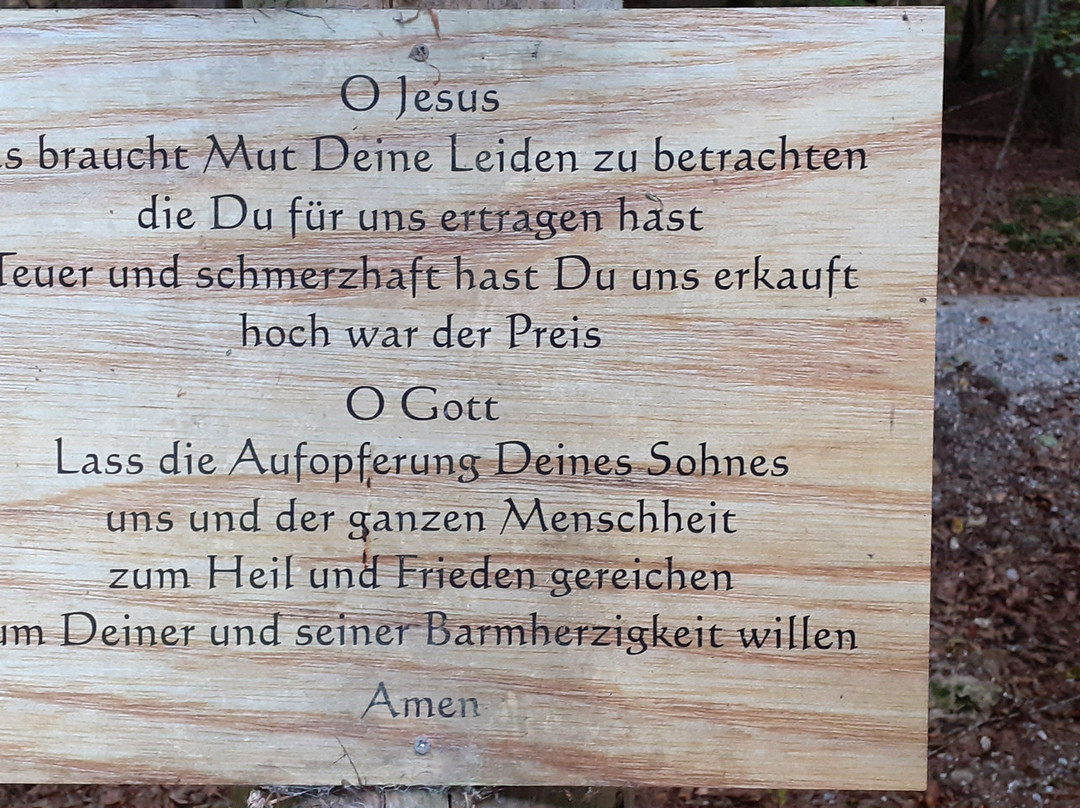 O Jesus
s braucht Mut Deine Leiden zu betrachten
die Du für uns ertragen hast
Teuer und schmerzhaft hast Du uns erkauft
hoch war der Preis
O Gott
Lass die Aufopferung Deines Sohnes
uns und der ganzen Menschheit
zum Heil und Frieden gereichen
um Deiner und seiner Barmherzigkeit willen
Amen